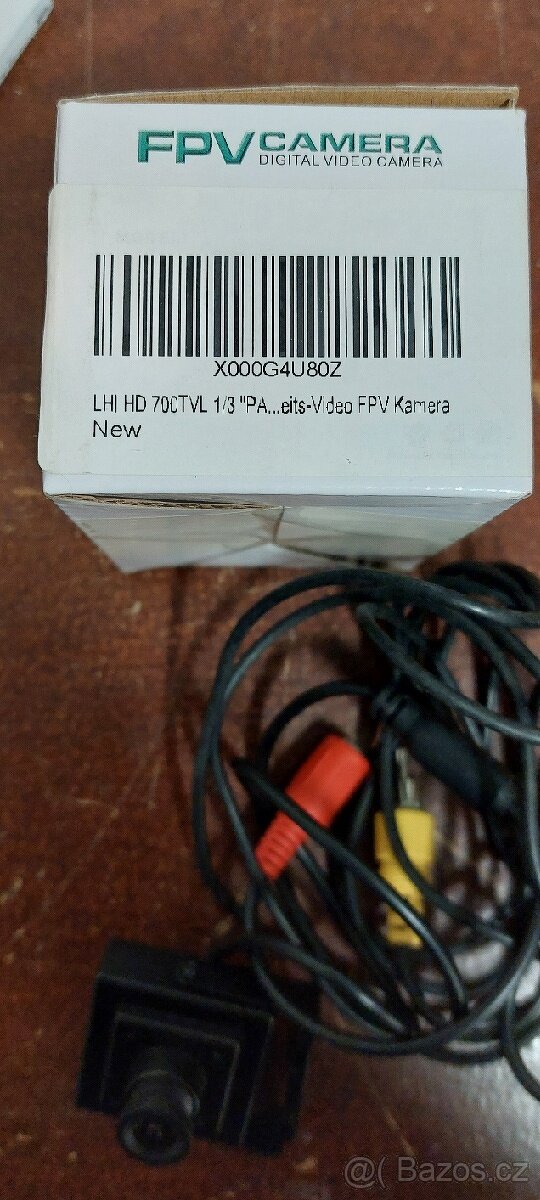 FPV CAMERA
DIGITAL VIDEO CAMERA
X000G4U80Z
LHI HD 700TVL 1/3 "PA...eits-Video FPV Kamera
New
@( Bazos.cz